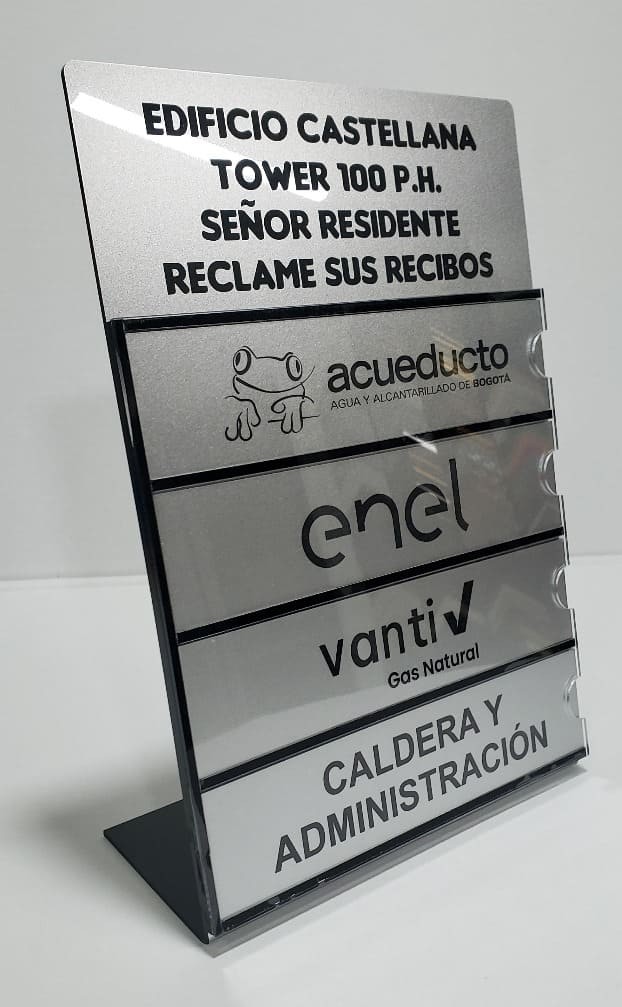 EDIFICIO CASTELLANA
TOWER 100 P.H.
SEÑOR RESIDENTE
RECLAME SUS RECIBOS
acueducto
AGUA Y ALCANTARILLADO DE BOGOTÁ
enel
vanti
Gas Natural
CALDERA Y
ADMINISTRACIÓN